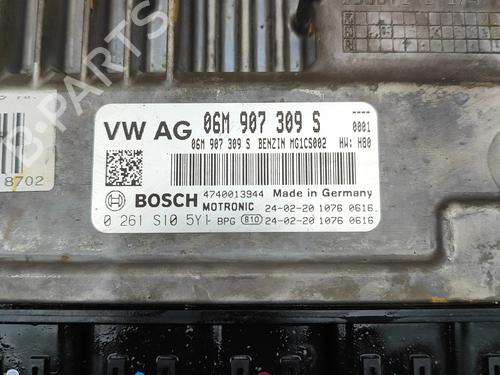 8702
VW AG 06M 907 309 S ----
0001
06M 907 309 S BENZIN MG1CS002 HW: H80
BOSCH 4740013944 Made in Germany
MOTRONIC 24-02-20 1076 0616
0 261 S10 5Y1 BPG B10 24-02-20 1076 0616